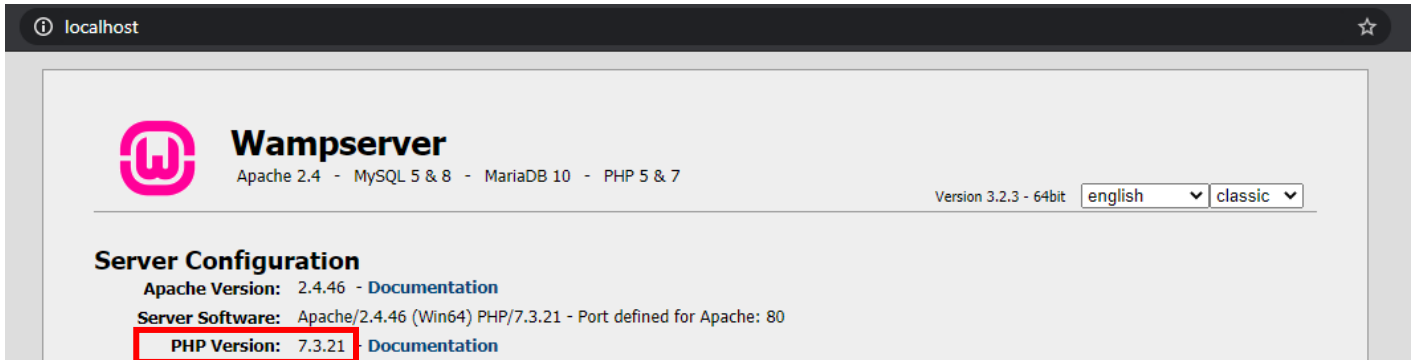 localhost
Wampserver
Apache 2.4 - MySQL 5 & 8 - MariaDB 10 - PHP 5 & 7
Version 3.2.3 - 64bit english classic
Server Configuration
Apache Version: 2.4.46 - Documentation
Server Software: Apache/2.4.46 (Win64) PHP/7.3.21 - Port defined for Apache: 80
PHP Version: 7.3.21 - Documentation